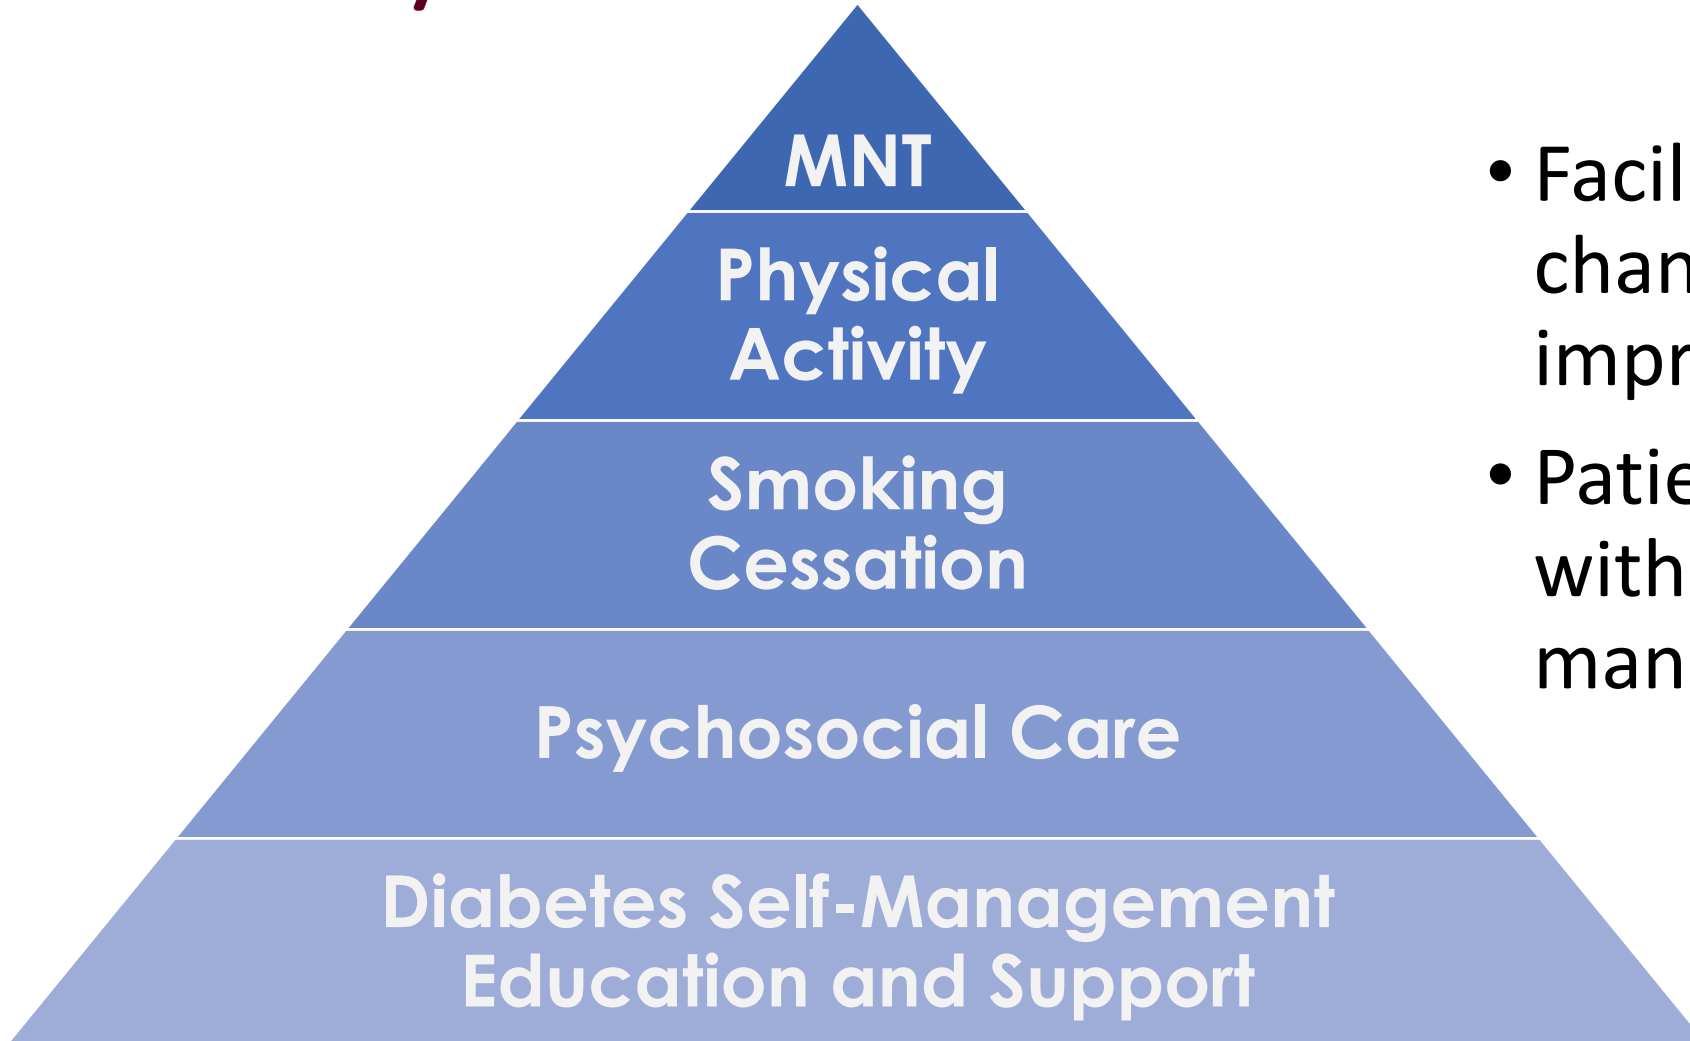 MNT
Physical
Activity
Smoking
Cessation
Psychosocial Care
Diabetes Self-Management
Education and Support
• Facil
chan
impr
• Patie
with
man